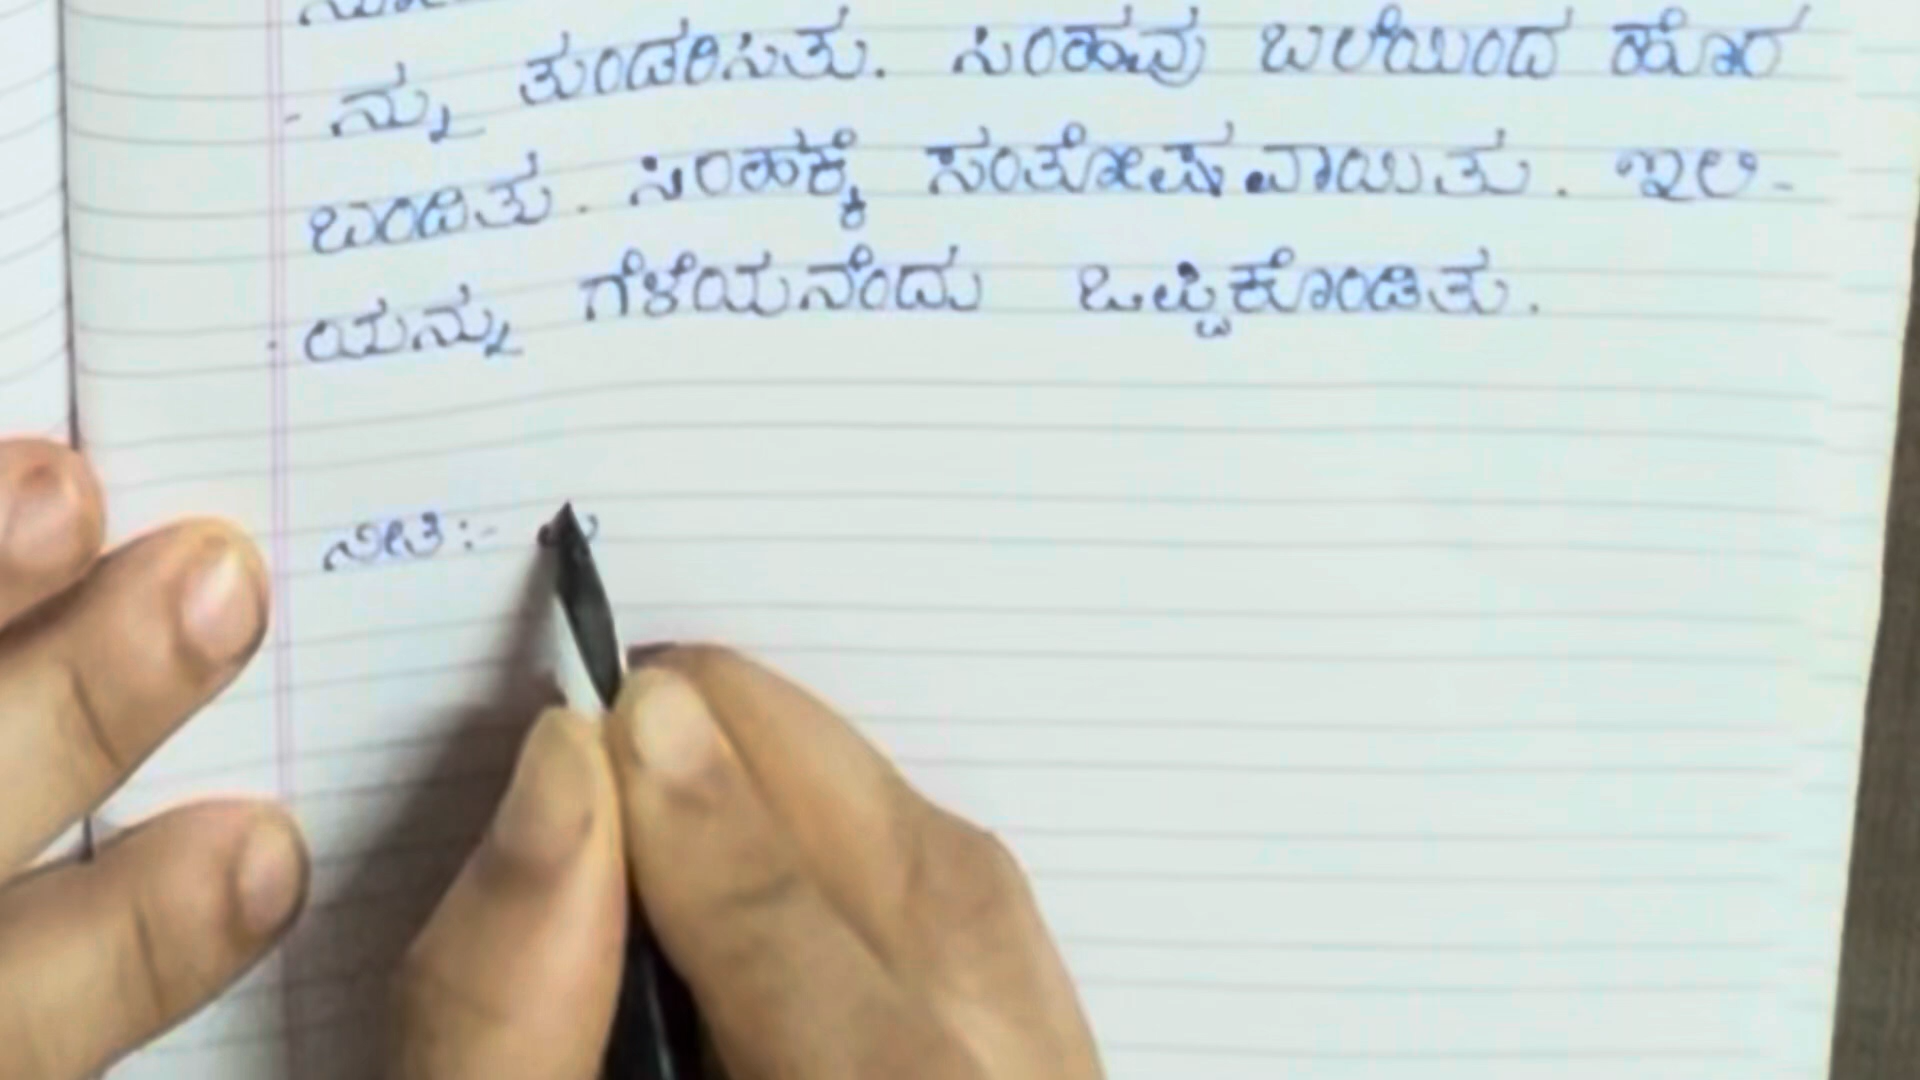 -ನ್ನು ತುಂಡರಿಸಿತು. ಸಿಂಹವು ಬಲೆಯಿಂದ ಹೊರ
ಬಂದಿತು. ಸಿಂಹಕ್ಕೆ ಸಂತೋಷವಾಯಿತು. ಇಲಿ-
-ಯನ್ನು ಗೆಳೆಯನೆಂದು ಒಪ್ಪಿಕೊಂಡಿತು.
ನೀತಿ:-